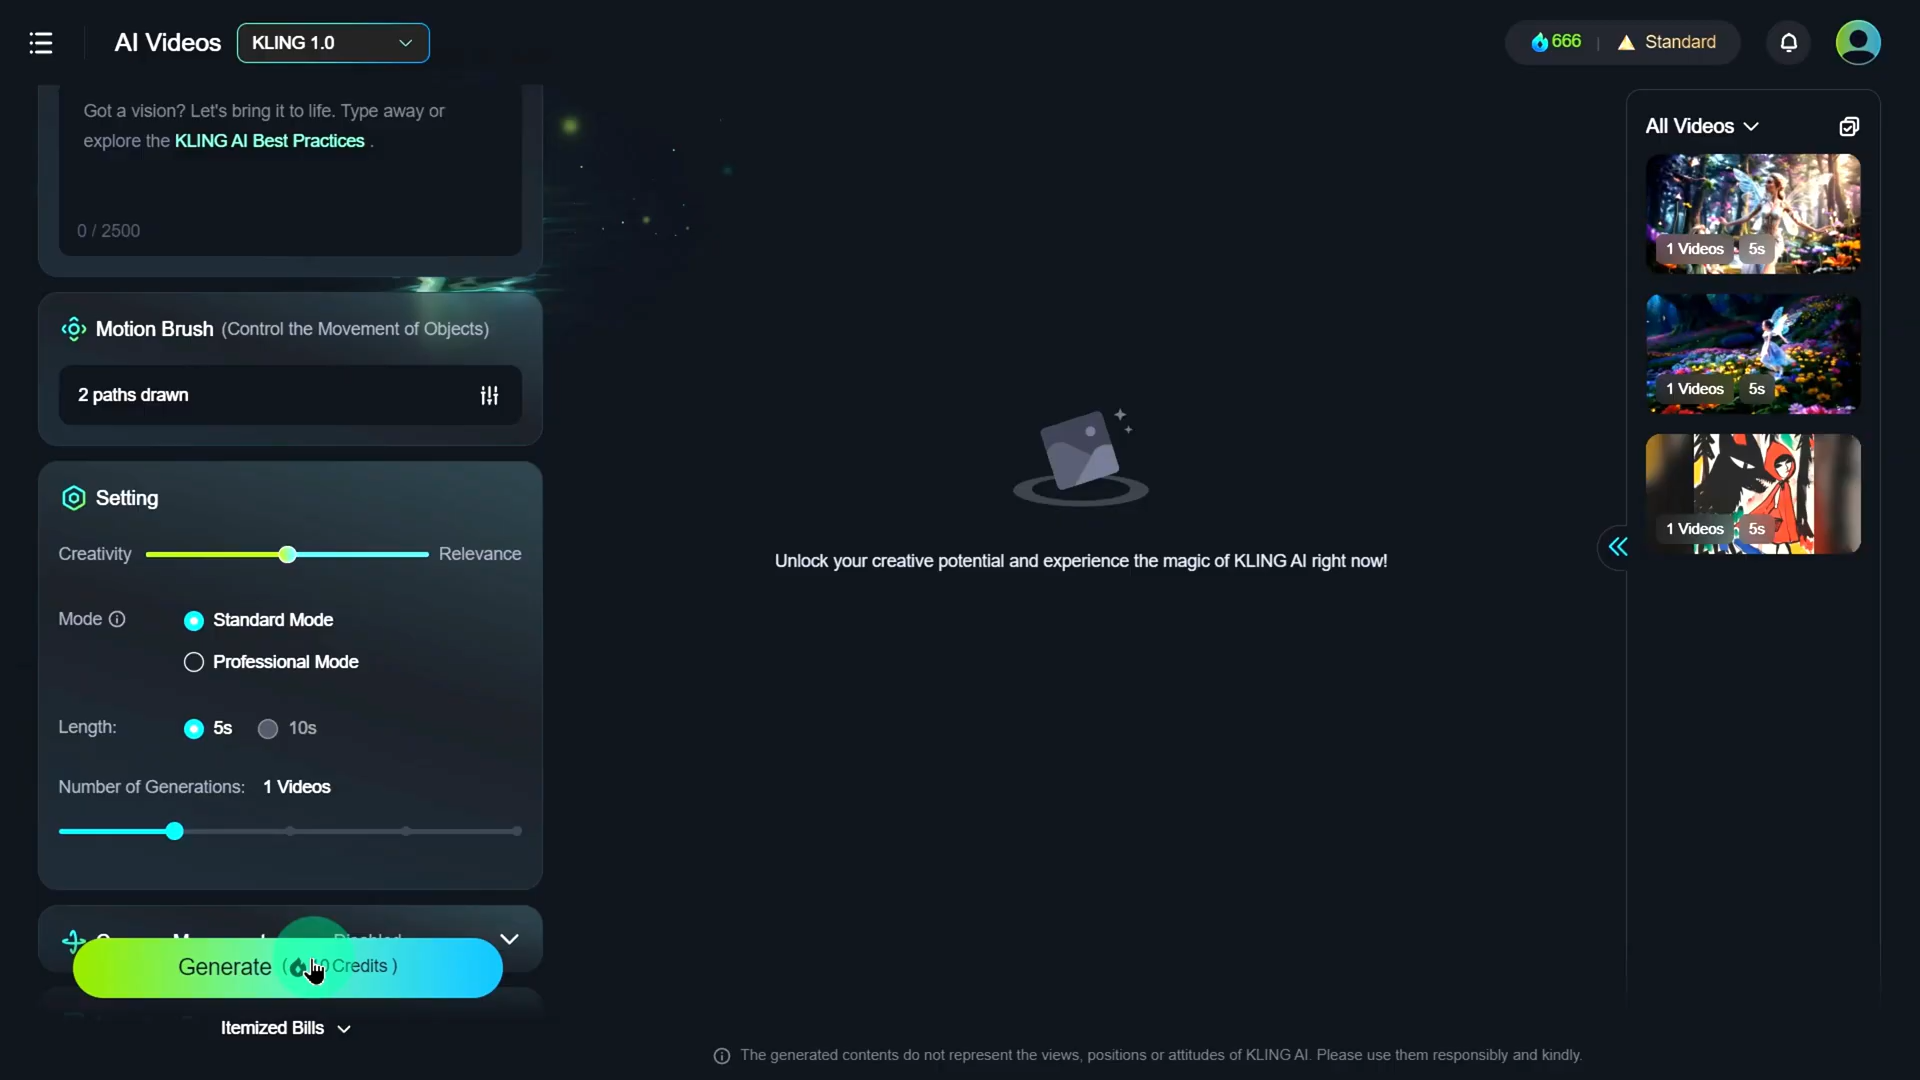 AI Videos
KLING 1.0
666
Standard
Got a vision? Let's bring it to life. Type away or
explore the KLING AI Best Practices .
0 / 2500
Motion Brush (Control the Movement of Objects)
2 paths drawn
Setting
Creativity
Relevance
Mode
Standard Mode
Professional Mode
Length:
5s
10s
Number of Generations: 1 Videos
Generate ( Credits )
Itemized Bills
Unlock your creative potential and experience the magic of KLING AI right now!
The generated contents do not represent the views, positions or attitudes of KLING AI. Please use them responsibly and kindly.
All Videos
1 Videos
5s
1 Videos
5s
1 Videos
5s